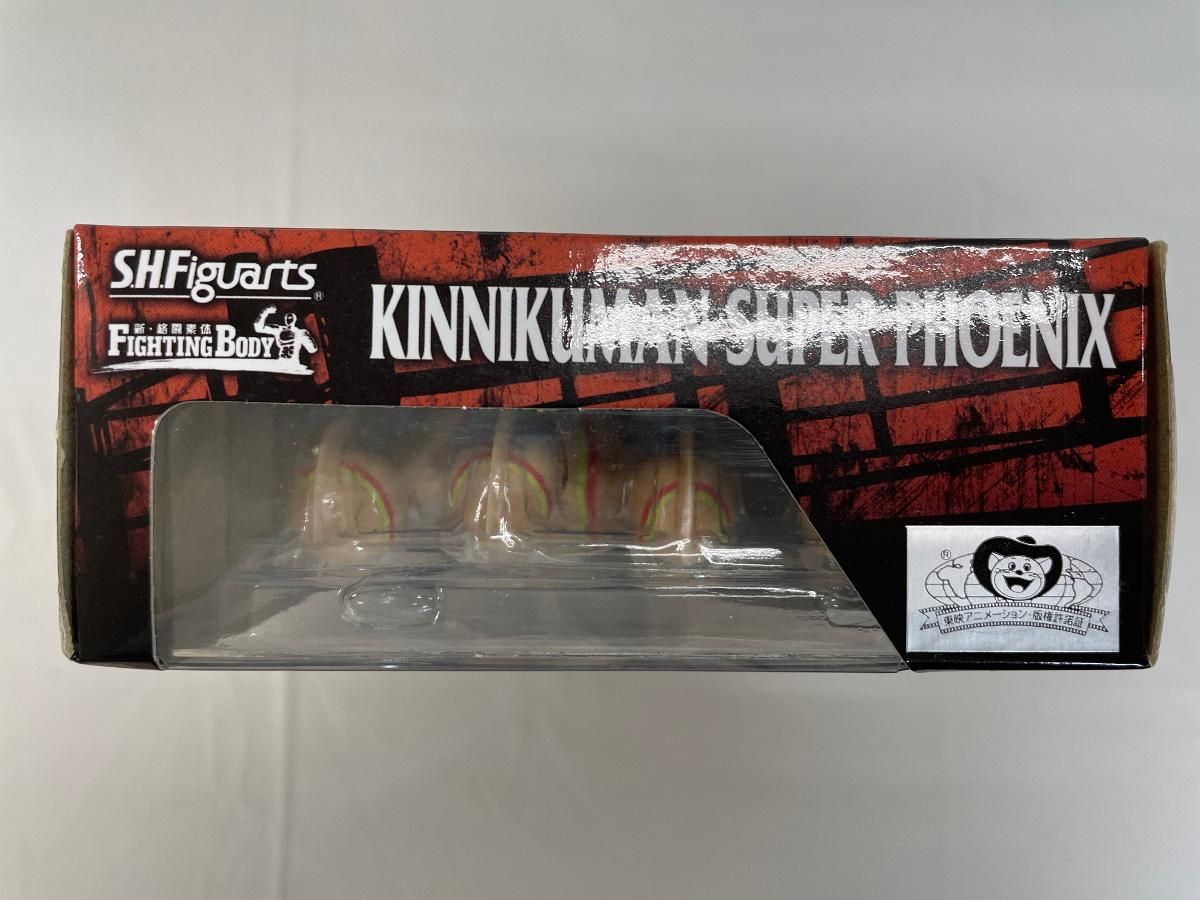 S.H.Figuarts
®
新・格闘素体
FIGHTING BODY
KINNIKUMAN SUPER PHOENIX
®
東映アニメーション・版権許諾証